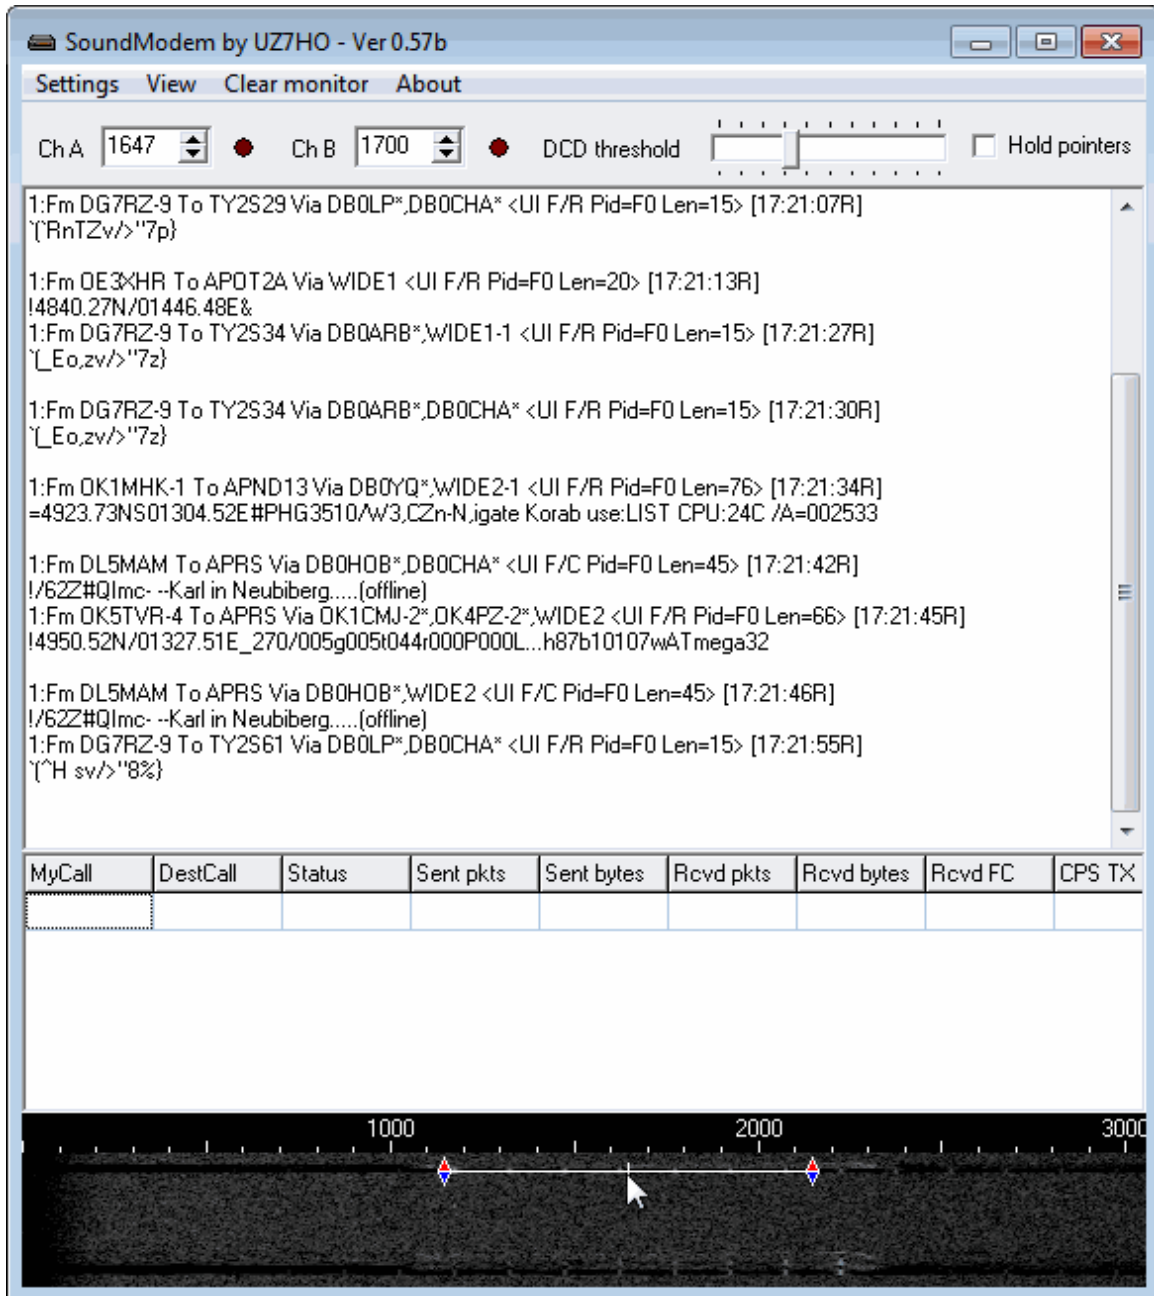 SoundModem by UZ7HO - Ver 0.57b
Settings View Clear monitor About
Ch A 1647 Ch B 1700 DCD threshold Hold pointers
1:Fm DG7RZ-9 To TY2S29 Via DB0LP*,DB0CHA* <UI F/R Pid=F0 Len=15> [17:21:07R]
`(`RnTZv/>"7p}
1:Fm OE3XHR To APOT2A Via WIDE1 <UI F/R Pid=F0 Len=20> [17:21:13R]
!4840.27N/01446.48E&
1:Fm DG7RZ-9 To TY2S34 Via DB0ARB*,WIDE1-1 <UI F/R Pid=F0 Len=15> [17:21:27R]
`(_Eo,zv/>"7z}
1:Fm DG7RZ-9 To TY2S34 Via DB0ARB*,DB0CHA* <UI F/R Pid=F0 Len=15> [17:21:30R]
`(_Eo,zv/>"7z}
1:Fm OK1MHK-1 To APND13 Via DB0YQ*,WIDE2-1 <UI F/R Pid=F0 Len=76> [17:21:34R]
=4923.73NS01304.52E#PHG3510/W3,CZn-N,igate Korab use:LIST CPU:24C /A=002533
1:Fm DL5MAM To APRS Via DB0HOB*,DB0CHA* <UI F/C Pid=F0 Len=45> [17:21:42R]
!/62Z#QImc- --Karl in Neubiberg.....(offline)
1:Fm OK5TVR-4 To APRS Via OK1CMJ-2*,OK4PZ-2*,WIDE2 <UI F/R Pid=F0 Len=66> [17:21:45R]
!4950.52N/01327.51E_270/005g005t044r000P000L...h87b10107wATmega32
1:Fm DL5MAM To APRS Via DB0HOB*,WIDE2 <UI F/C Pid=F0 Len=45> [17:21:46R]
!/62Z#QImc- --Karl in Neubiberg.....(offline)
1:Fm DG7RZ-9 To TY2S61 Via DB0LP*,DB0CHA* <UI F/R Pid=F0 Len=15> [17:21:55R]
`(^H sv/>"8%}
MyCall DestCall Status Sent pkts Sent bytes Rcvd pkts Rcvd bytes Rcvd FC CPS TX
1000 2000 3000